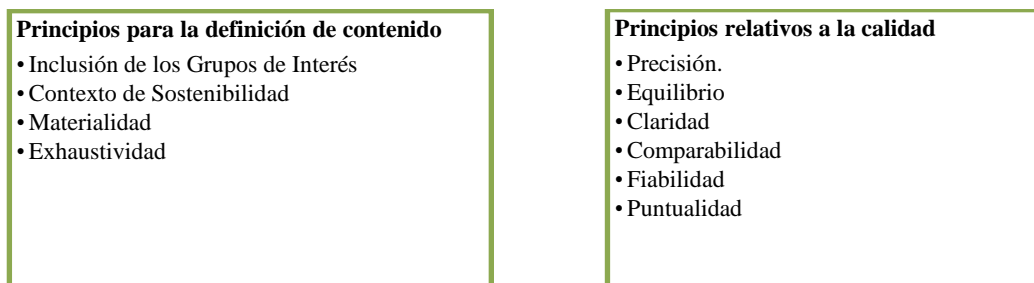 Principios para la definición de contenido
• Inclusión de los Grupos de Interés
• Contexto de Sostenibilidad
• Materialidad
• Exhaustividad
Principios relativos a la calidad
• Precisión.
• Equilibrio
• Claridad
• Comparabilidad
• Fiabilidad
• Puntualidad